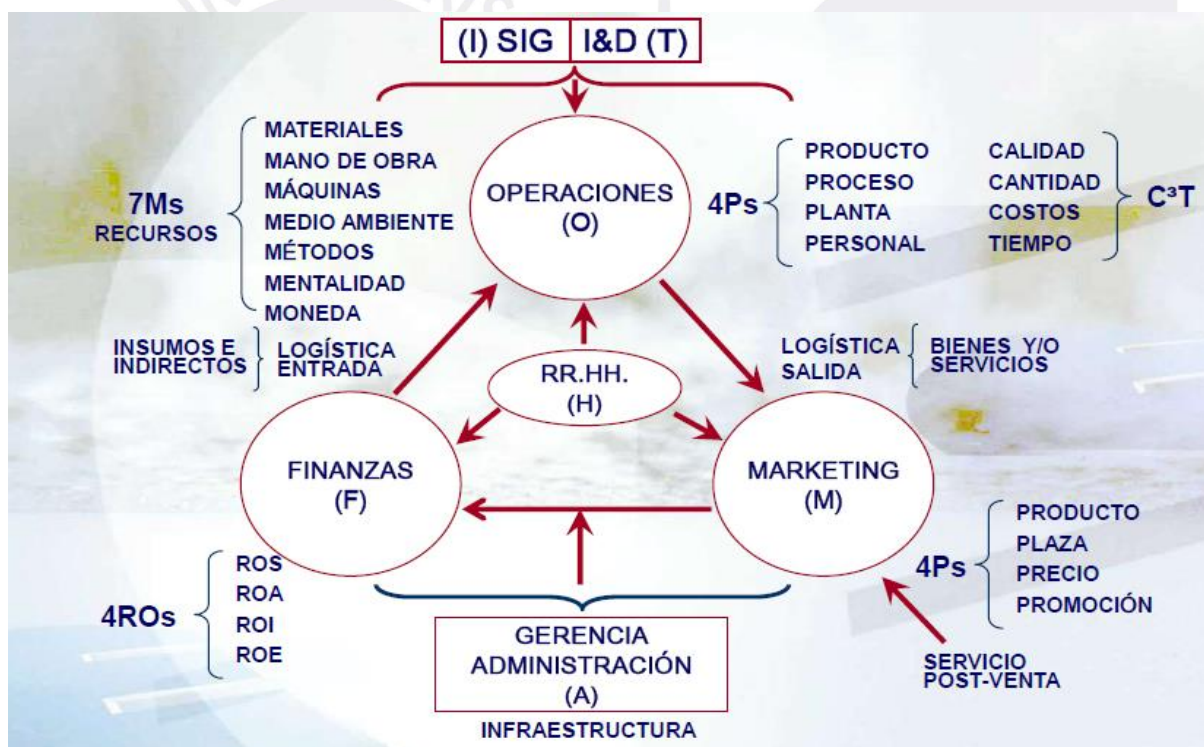 (I) SIG
I&D (T)
MATERIALES
MANO DE OBRA
MÁQUINAS
MEDIO AMBIENTE
MÉTODOS
MENTALIDAD
MONEDA
7Ms
RECURSOS
OPERACIONES
(O)
4Ps
PRODUCTO
PROCESO
PLANTA
PERSONAL
CALIDAD
CANTIDAD
COSTOS
TIEMPO
C³T
INSUMOS E
INDIRECTOS
LOGÍSTICA
ENTRADA
RR.HH.
(H)
LOGÍSTICA
SALIDA
BIENES Y/O
SERVICIOS
FINANZAS
(F)
MARKETING
(M)
4ROs
ROS
ROA
ROI
ROE
4Ps
PRODUCTO
PLAZA
PRECIO
PROMOCIÓN
GERENCIA
ADMINISTRACIÓN
(A)
INFRAESTRUCTURA
SERVICIO
POST-VENTA